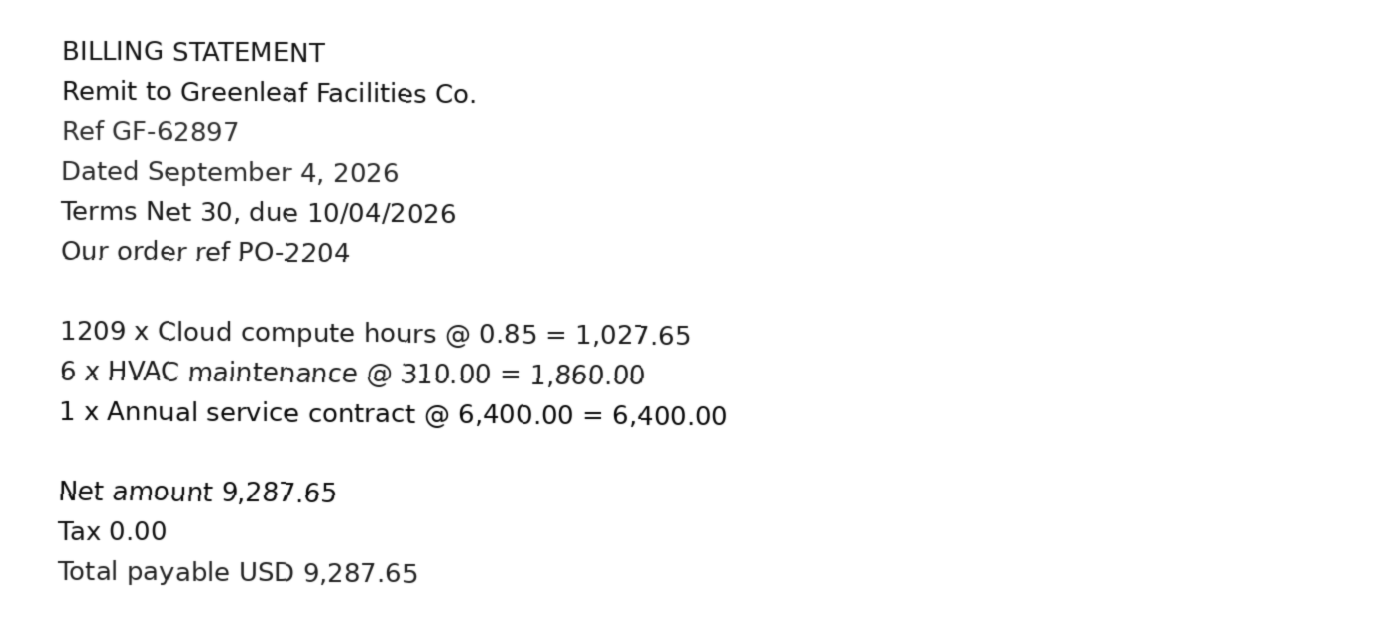 BILLING STATEMENT
Remit to Greenleaf Facilities Co.
Ref GF-62897
Dated September 4, 2026
Terms Net 30, due 10/04/2026
Our order ref PO-2204
1209 x Cloud compute hours @ 0.85 = 1,027.65
6 x HVAC maintenance @ 310.00 = 1,860.00
1 x Annual service contract @ 6,400.00 = 6,400.00
Net amount 9,287.65
Tax 0.00
Total payable USD 9,287.65